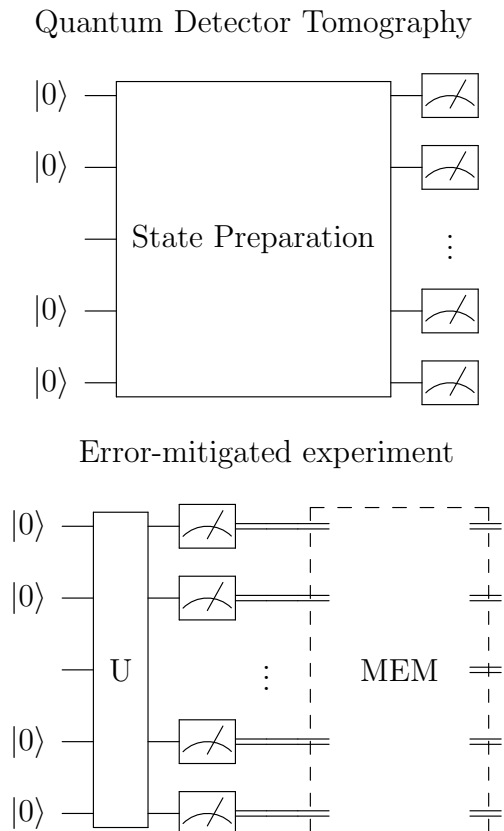 Quantum Detector Tomography
|0⟩
|0⟩
State Preparation
⋮
|0⟩
|0⟩
Error-mitigated experiment
|0⟩
|0⟩
U
⋮
MEM
|0⟩
|0⟩